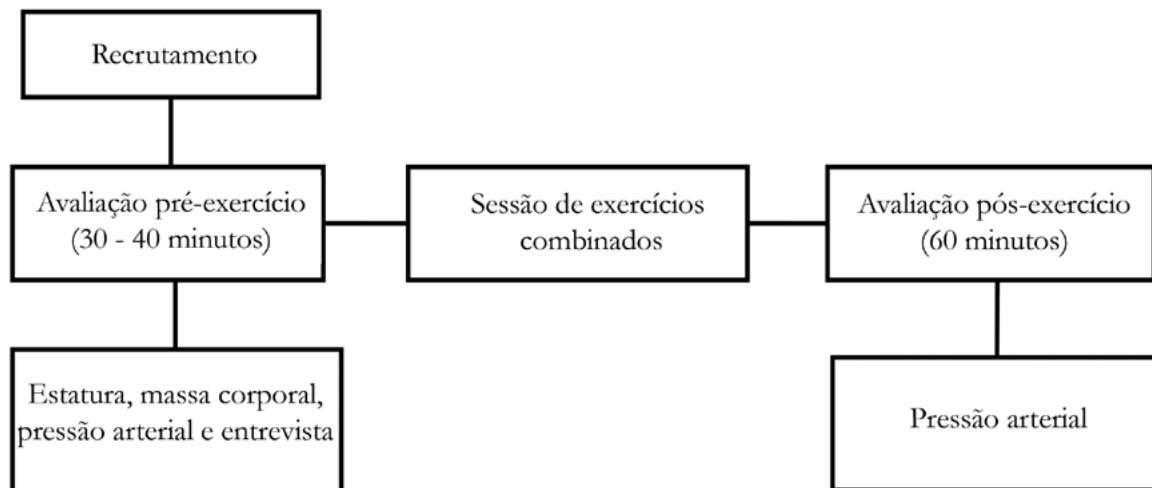 Recrutamento
Avaliação pré-exercício
(30 - 40 minutos)
Sessão de exercícios
combinados
Avaliação pós-exercício
(60 minutos)
Estatura, massa corporal,
pressão arterial e entrevista
Pressão arterial